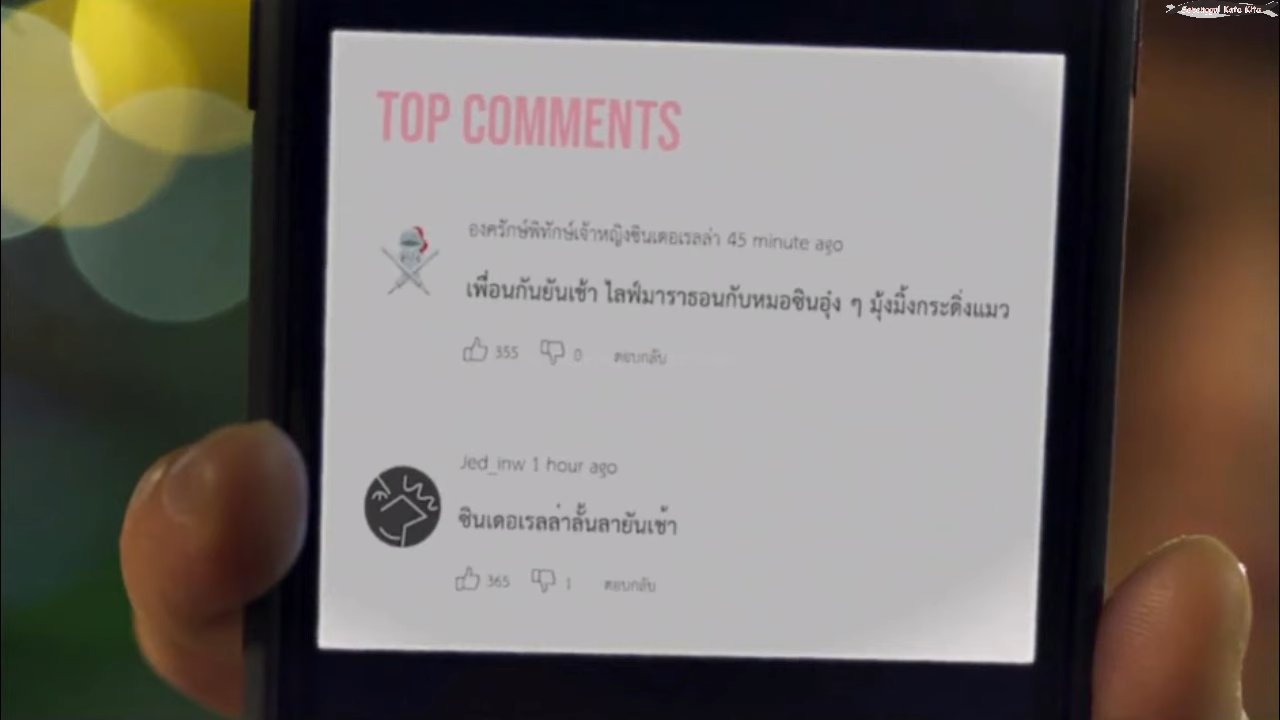 TOP COMMENTS
องครักษ์พิทักษ์เจ้าหญิงซินเดอเรลล่า 45 minute ago
เพื่อนกันยันเช้า ไลฟ์มาราธอนกับหมอซินอุ๋ง ๆ มุ้งมิ้งกระดิ่งแมว
355 0 ตอบกลับ
Jed_inw 1 hour ago
ซินเดอเรลล่าลั้นลายันเช้า
365 1 ตอบกลับ